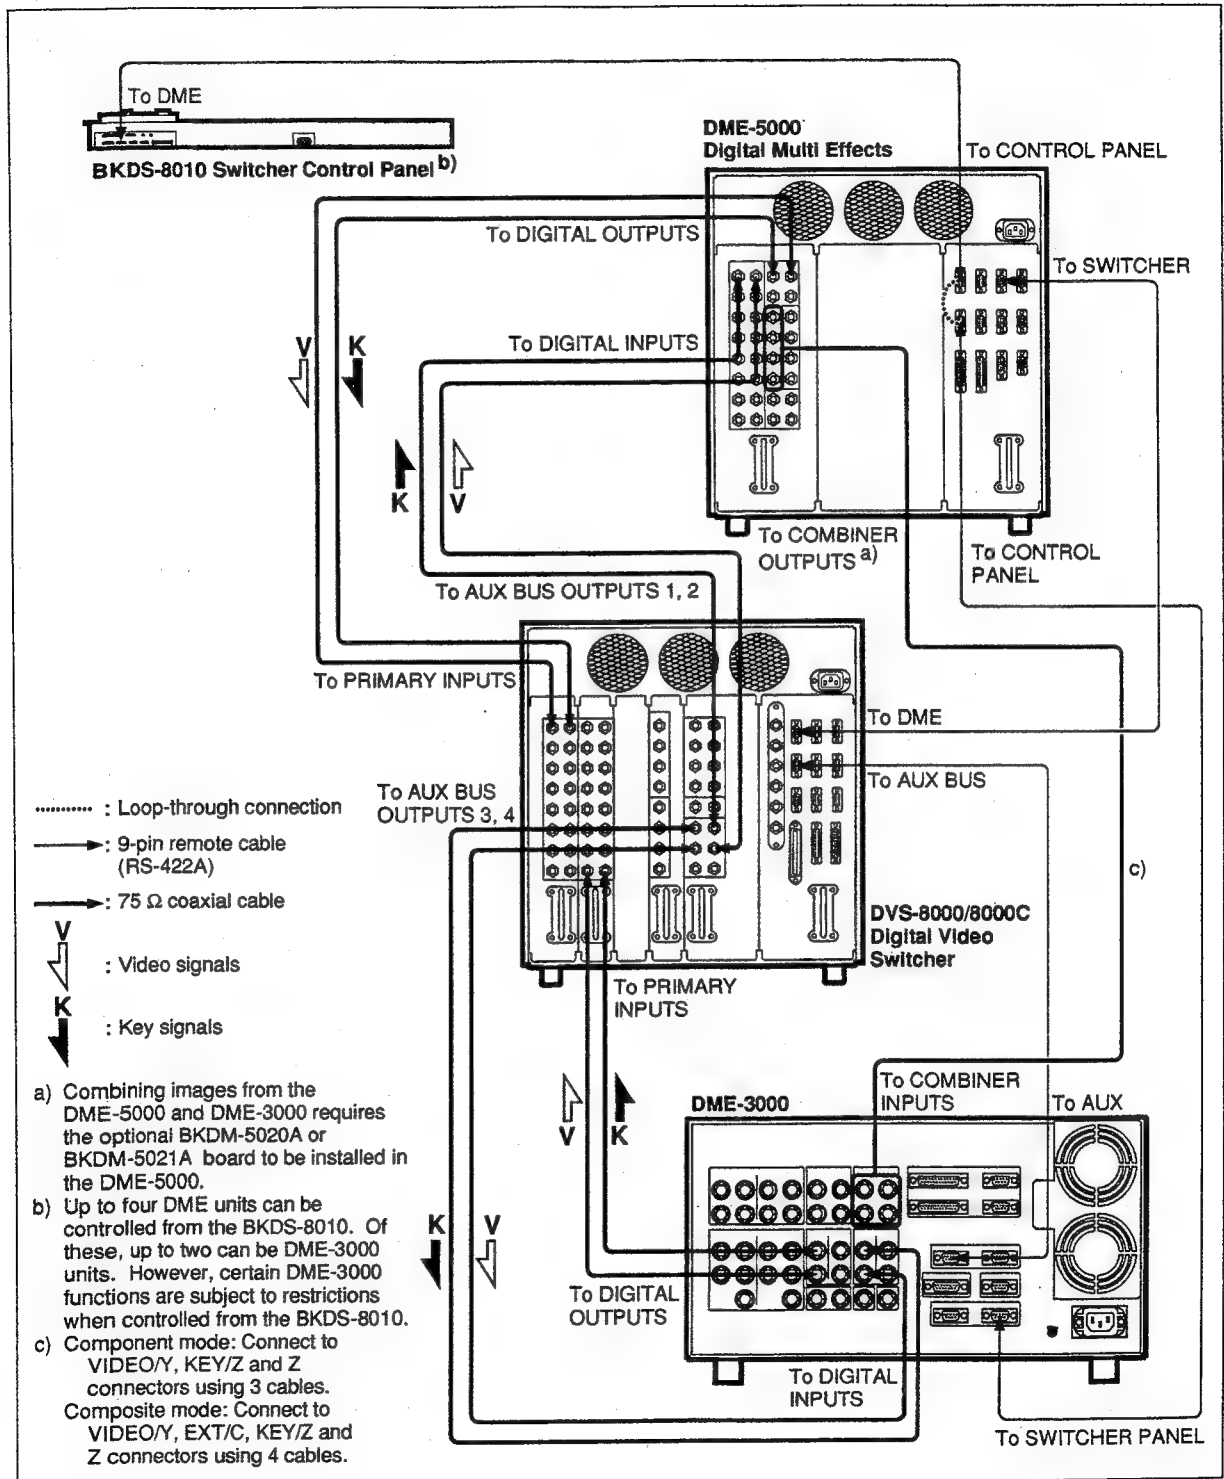 To DME
BKDS-8010 Switcher Control Panel b)
DME-5000
Digital Multi Effects
To CONTROL PANEL
To DIGITAL OUTPUTS
To SWITCHER
To DIGITAL INPUTS
V
K
K
V
To COMBINER
OUTPUTS a)
To CONTROL
PANEL
To AUX BUS OUTPUTS 1, 2
To PRIMARY INPUTS
To DME
To AUX BUS
OUTPUTS 3, 4
To AUX BUS
: Loop-through connection
: 9-pin remote cable
(RS-422A)
: 75 Ω coaxial cable
V
: Video signals
K
: Key signals
c)
DVS-8000/8000C
Digital Video
Switcher
To PRIMARY
INPUTS
V
K
DME-3000
To COMBINER
INPUTS
To AUX
K
V
To DIGITAL
OUTPUTS
To DIGITAL
INPUTS
To SWITCHER PANEL
a) Combining images from the
DME-5000 and DME-3000 requires
the optional BKDM-5020A or
BKDM-5021A board to be installed in
the DME-5000.
b) Up to four DME units can be
controlled from the BKDS-8010. Of
these, up to two can be DME-3000
units. However, certain DME-3000
functions are subject to restrictions
when controlled from the BKDS-8010.
c) Component mode: Connect to
VIDEO/Y, KEY/Z and Z
connectors using 3 cables.
Composite mode: Connect to
VIDEO/Y, EXT/C, KEY/Z and
Z connectors using 4 cables.